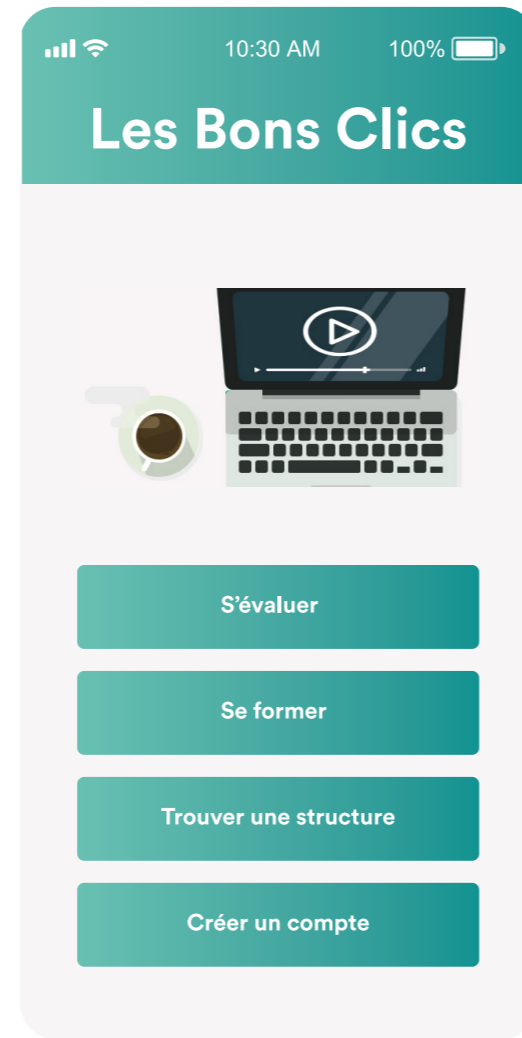 10:30 AM 100%
Les Bons Clics
S’évaluer
Se former
Trouver une structure
Créer un compte